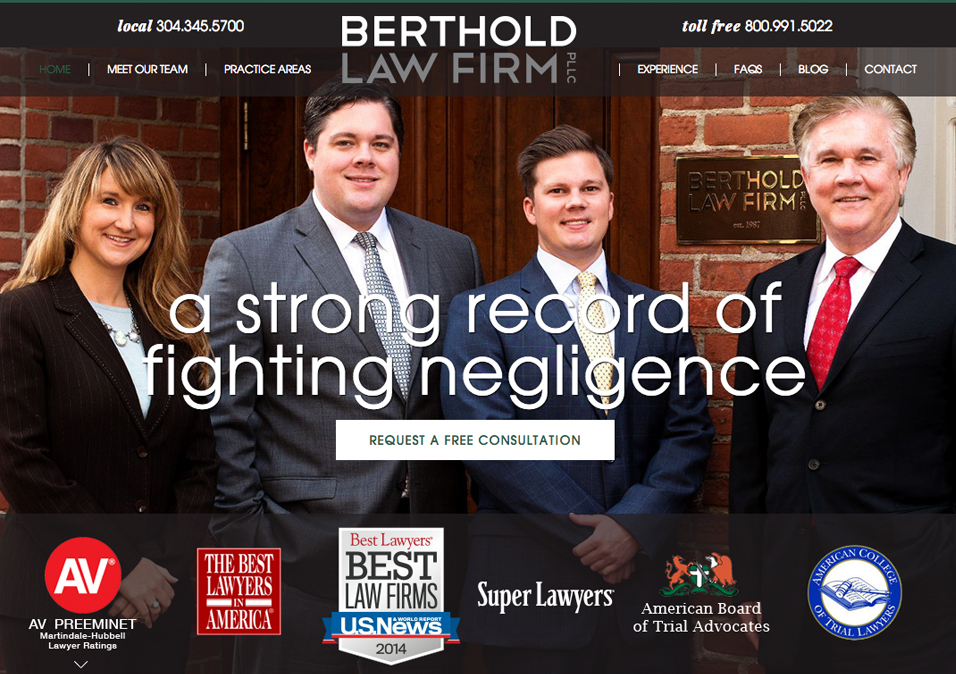 local 304.345.5700
BERTHOLD
LAW FIRM PLLC
toll free 800.991.5022
HOME
MEET OUR TEAM
PRACTICE AREAS
EXPERIENCE
FAQS
BLOG
CONTACT
BERTHOLD
LAW FIRM PLLC
est. 1997
a strong record of
fighting negligence
REQUEST A FREE CONSULTATION
AV®
AV PREEMINET
Martindale-Hubbell
Lawyer Ratings
THE BEST
LAWYERS
IN
AMERICA®
Best Lawyers®
BEST
LAW FIRMS
U.S.News
& WORLD REPORT
2014
Super Lawyers®
American Board
of Trial Advocates
AMERICAN COLLEGE
OF TRIAL LAWYERS